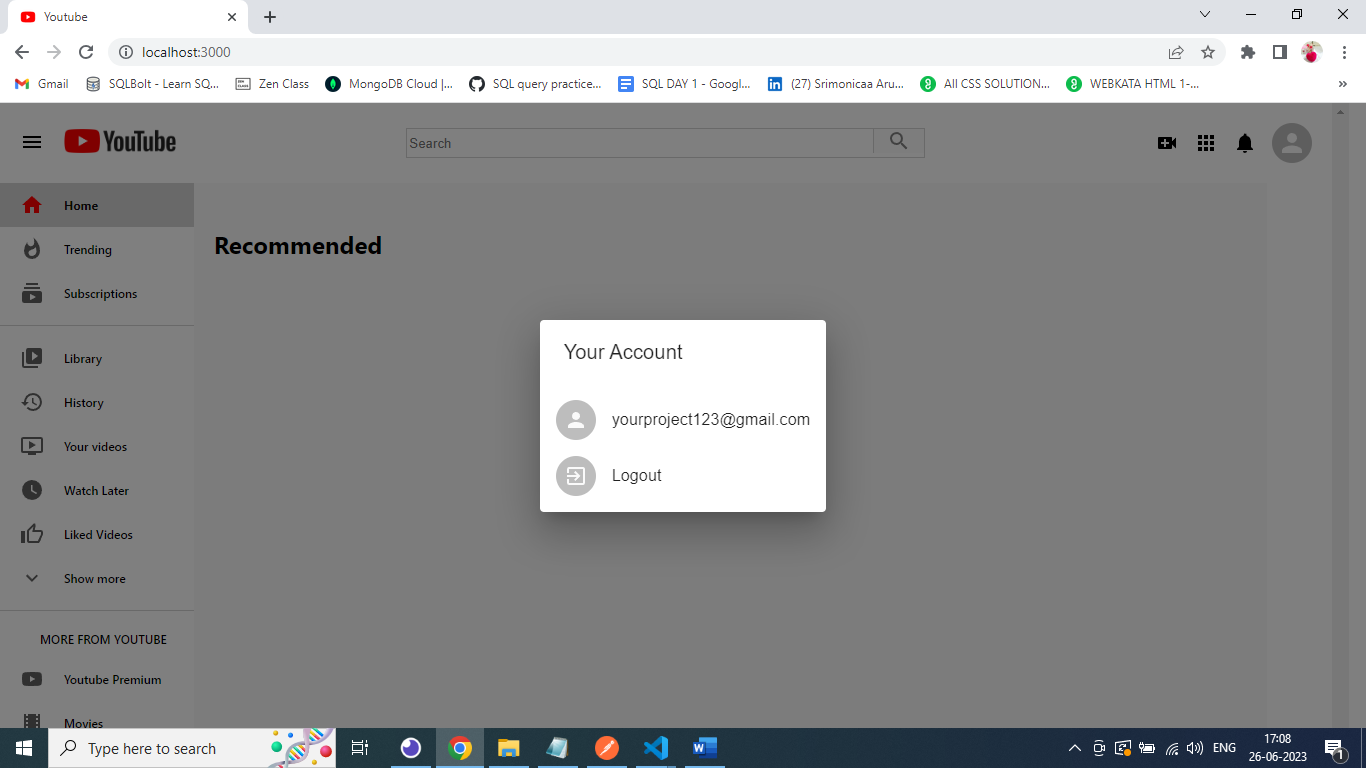 Youtube
localhost:3000
Gmail
SQLBolt - Learn SQ...
Zen Class
MongoDB Cloud |...
SQL query practice...
SQL DAY 1 - Googl...
(27) Srimonicaa Aru...
All CSS SOLUTION...
WEBKATA HTML 1-...
»
YouTube
Search
Home
Trending
Subscriptions
Library
History
Your videos
Watch Later
Liked Videos
Show more
MORE FROM YOUTUBE
Youtube Premium
Movies
Recommended
Your Account
yourproject123@gmail.com
Logout
Type here to search
ENG
17:08
26-06-2023
1